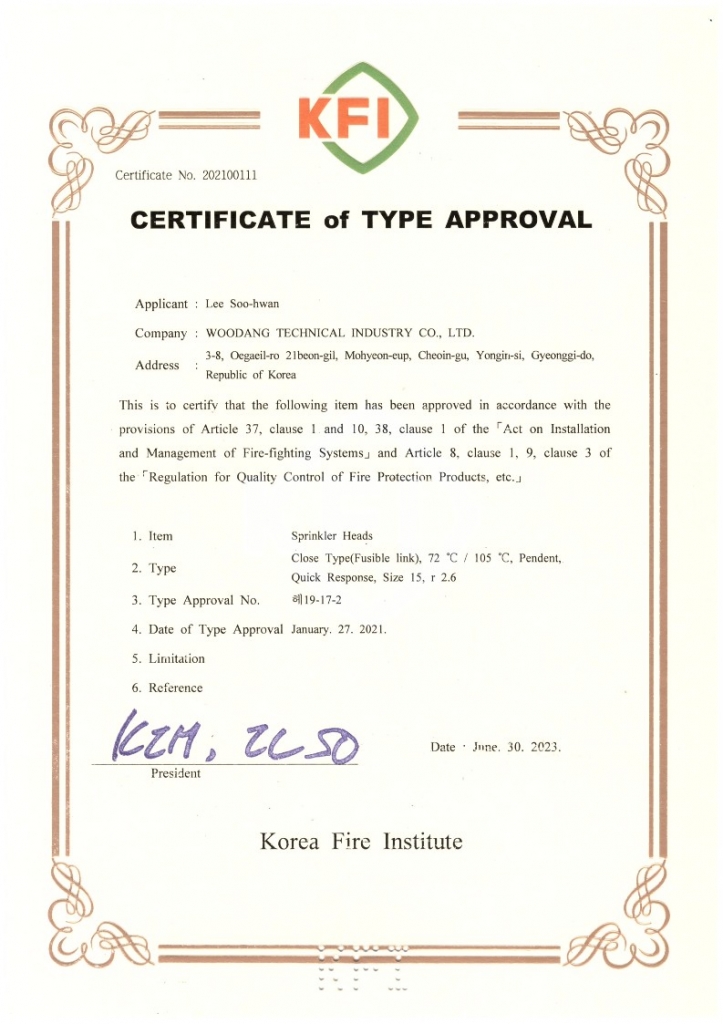 KFI
Certificate No. 202100111
CERTIFICATE of TYPE APPROVAL
Applicant : Lee Soo-hwan
Company : WOODANG TECHNICAL INDUSTRY CO., LTD.
Address : 3-8, Oegaeil-ro 21beon-gil, Mohyeon-eup, Cheoin-gu, Yongin-si, Gyeonggi-do,
Republic of Korea
This is to certify that the following item has been approved in accordance with the
provisions of Article 37, clause 1 and 10, 38, clause 1 of the「Act on Installation
and Management of Fire-fighting Systems」and Article 8, clause 1, 9, clause 3 of
the「Regulation for Quality Control of Fire Protection Products, etc.」
1. Item Sprinkler Heads
2. Type Close Type(Fusible link), 72 ℃ / 105 ℃, Pendent,
Quick Response, Size 15, r 2.6
3. Type Approval No. 헤19-17-2
4. Date of Type Approval January. 27. 2021.
5. Limitation
6. Reference
Date : June. 30. 2023.
President
Korea Fire Institute
KFI